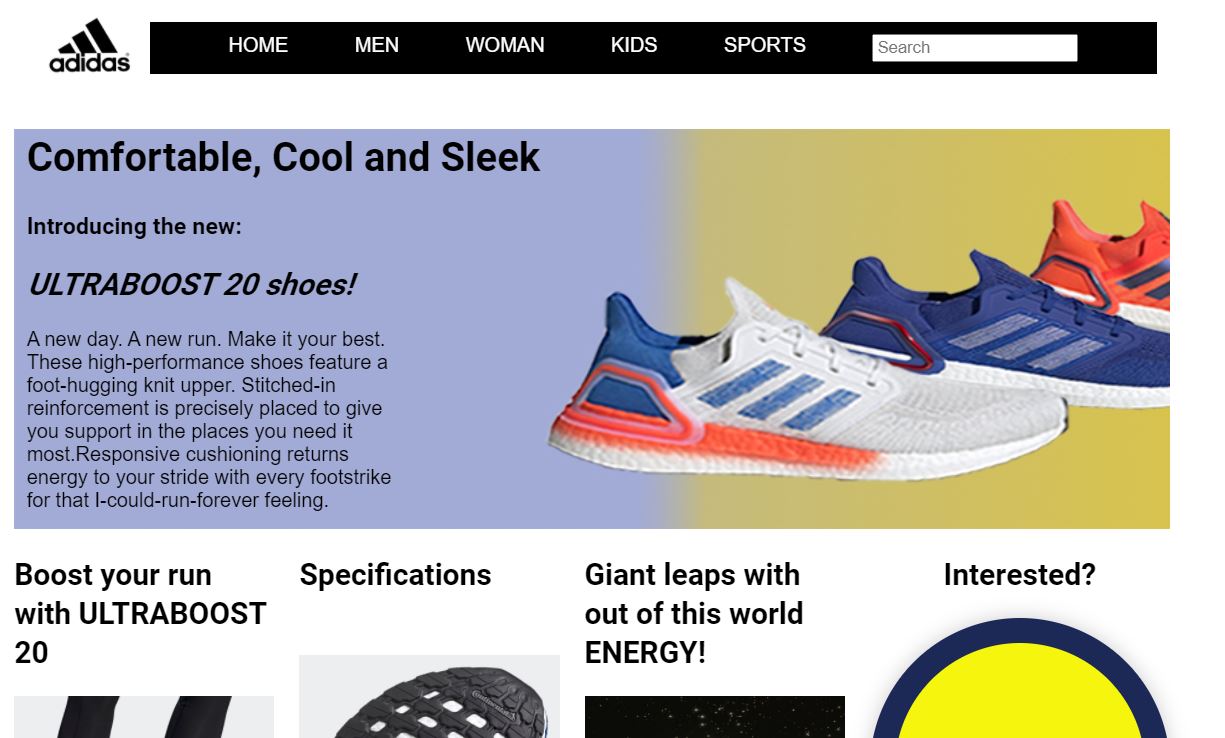 adidas
HOME MEN WOMAN KIDS SPORTS Search
Comfortable, Cool and Sleek
Introducing the new:
ULTRABOOST 20 shoes!
A new day. A new run. Make it your best.
These high-performance shoes feature a
foot-hugging knit upper. Stitched-in
reinforcement is precisely placed to give
you support in the places you need it
most.Responsive cushioning returns
energy to your stride with every footstrike
for that I-could-run-forever feeling.
Boost your run
with ULTRABOOST
20
Specifications
Continental
Giant leaps with
out of this world
ENERGY!
Interested?